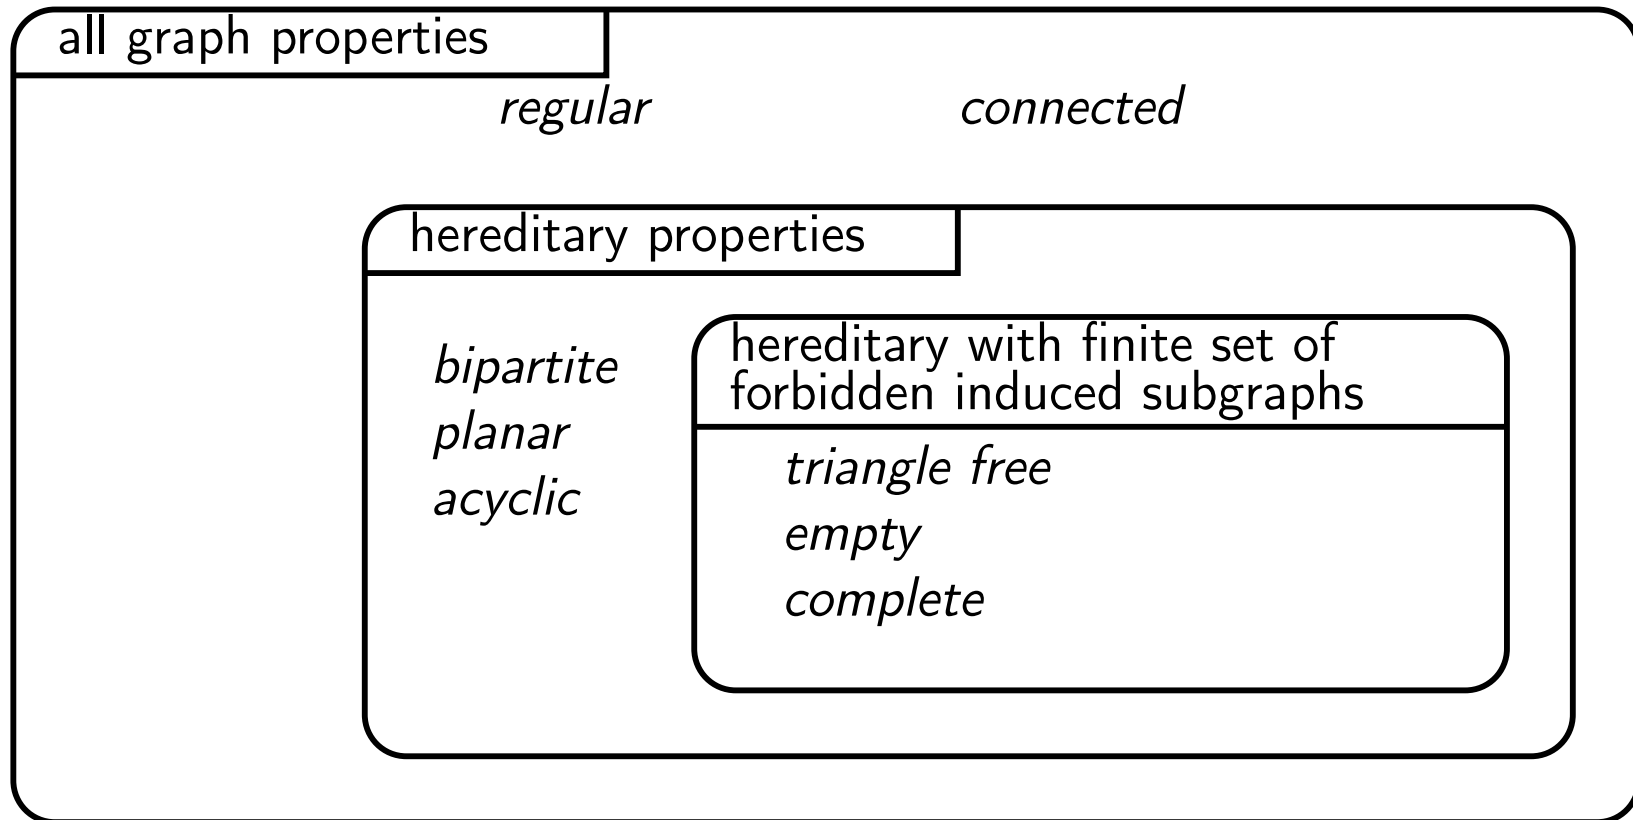 all graph properties
regular connected
hereditary properties
bipartite
planar
acyclic
hereditary with finite set of
forbidden induced subgraphs
triangle free
empty
complete